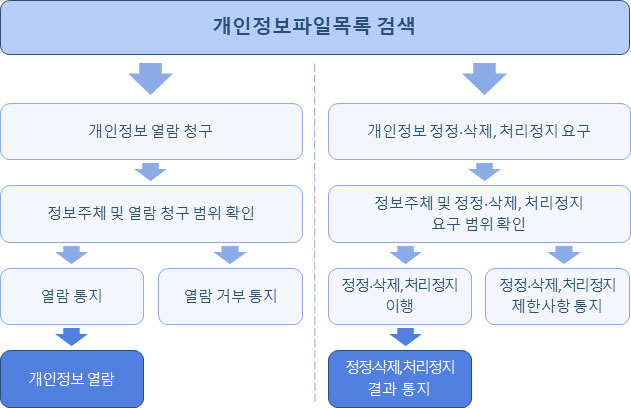 개인정보파일목록 검색
개인정보 열람 청구
정보주체 및 열람 청구 범위 확인
열람 통지
열람 거부 통지
개인정보 열람
개인정보 정정·삭제, 처리정지 요구
정보주체 및 정정·삭제, 처리정지
요구 범위 확인
정정·삭제,처리정지
이행
정정·삭제,처리정지
제한사항 통지
정정·삭제,처리정지
결과 통지